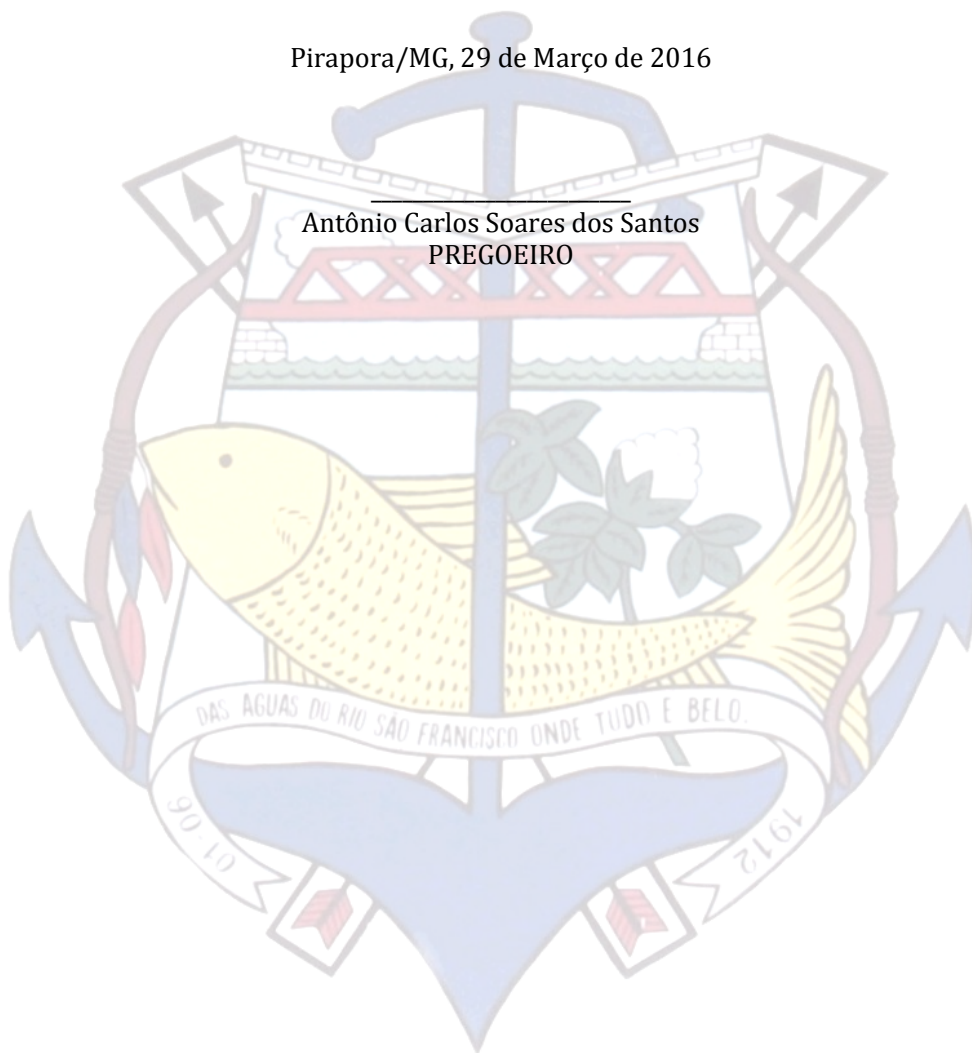 Pirapora/MG, 29 de Março de 2016
________________________
Antônio Carlos Soares dos Santos
PREGOEIRO
DAS AGUAS DO RIO SÃO FRANCISCO ONDE TUDO E BELO.
01-06
1912